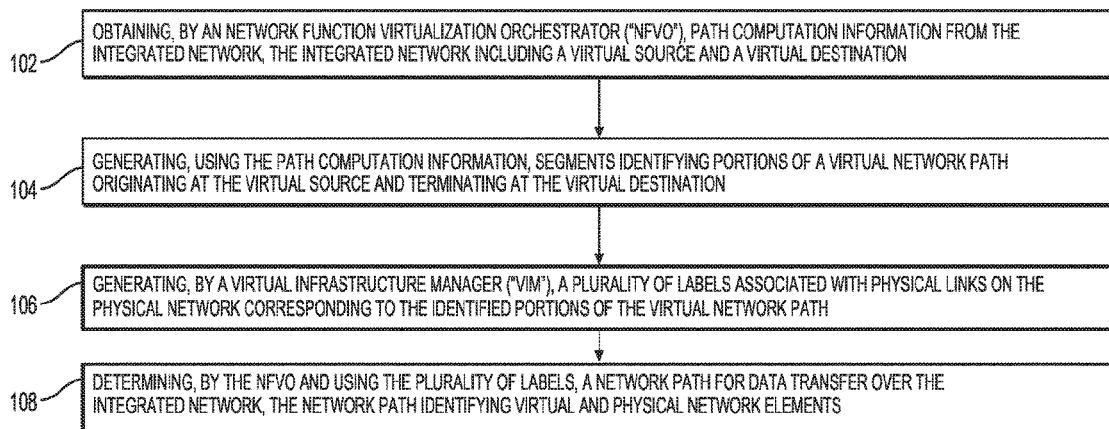 102
OBTAINING, BY AN NETWORK FUNCTION VIRTUALIZATION ORCHESTRATOR ("NFVO"), PATH COMPUTATION INFORMATION FROM THE
INTEGRATED NETWORK, THE INTEGRATED NETWORK INCLUDING A VIRTUAL SOURCE AND A VIRTUAL DESTINATION
104
GENERATING, USING THE PATH COMPUTATION INFORMATION, SEGMENTS IDENTIFYING PORTIONS OF A VIRTUAL NETWORK PATH
ORIGINATING AT THE VIRTUAL SOURCE AND TERMINATING AT THE VIRTUAL DESTINATION
106
GENERATING, BY A VIRTUAL INFRASTRUCTURE MANAGER ("VIM"), A PLURALITY OF LABELS ASSOCIATED WITH PHYSICAL LINKS ON THE
PHYSICAL NETWORK CORRESPONDING TO THE IDENTIFIED PORTIONS OF THE VIRTUAL NETWORK PATH
108
DETERMINING, BY THE NFVO AND USING THE PLURALITY OF LABELS, A NETWORK PATH FOR DATA TRANSFER OVER THE
INTEGRATED NETWORK, THE NETWORK PATH IDENTIFYING VIRTUAL AND PHYSICAL NETWORK ELEMENTS